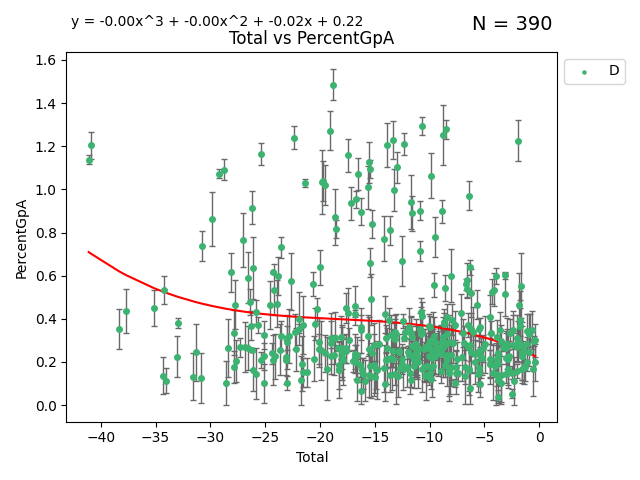 y = -0.00x^3 + -0.00x^2 + -0.02x + 0.22
N = 390
Total vs PercentGpA
D
PercentGpA
1.6
1.4
1.2
1.0
0.8
0.6
0.4
0.2
0.0
−40 −35 −30 −25 −20 −15 −10 −5 0
Total